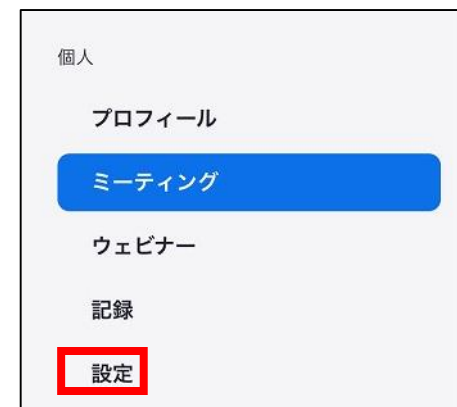 個人
プロフィール
ミーティング
ウェビナー
記録
設定